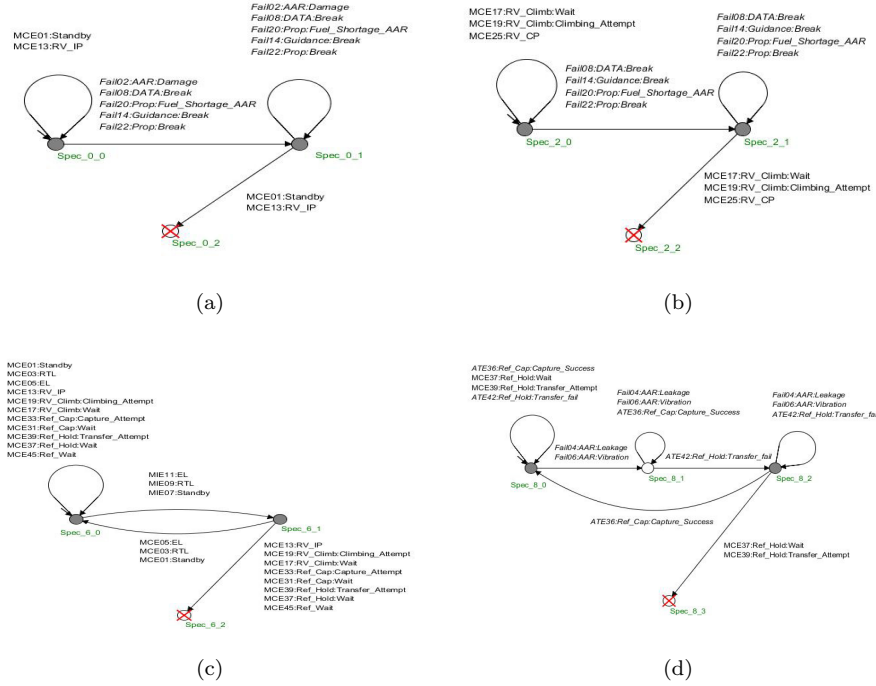 MCE01:Standby
MCE13:RV_IP
Fail02:AAR:Damage
Fail08:DATA:Break
Fail20:Prop:Fuel_Shortage_AAR
Fail14:Guidance:Break
Fail22:Prop:Break
Fail02:AAR:Damage
Fail08:DATA:Break
Fail20:Prop:Fuel_Shortage_AAR
Fail14:Guidance:Break
Fail22:Prop:Break
Spec_0_0
Spec_0_1
MCE01:Standby
MCE13:RV_IP
Spec_0_2
(a)
MCE17:RV_Climb:Wait
MCE19:RV_Climb:Climbing_Attempt
MCE25:RV_CP
Fail08:DATA:Break
Fail14:Guidance:Break
Fail20:Prop:Fuel_Shortage_AAR
Fail22:Prop:Break
Fail08:DATA:Break
Fail14:Guidance:Break
Fail20:Prop:Fuel_Shortage_AAR
Fail22:Prop:Break
Spec_2_0
Spec_2_1
MCE17:RV_Climb:Wait
MCE19:RV_Climb:Climbing_Attempt
MCE25:RV_CP
Spec_2_2
(b)
MCE01:Standby
MCE03:RTL
MCE05:EL
MCE13:RV_IP
MCE19:RV_Climb:Climbing_Attempt
MCE17:RV_Climb:Wait
MCE33:Ref_Cap:Capture_Attempt
MCE31:Ref_Cap:Wait
MCE39:Ref_Hold:Transfer_Attempt
MCE37:Ref_Hold:Wait
MCE45:Ref_Wait
MIE11:EL
MIE09:RTL
MIE07:Standby
Spec_6_0
Spec_6_1
MCE05:EL
MCE03:RTL
MCE01:Standby
MCE13:RV_IP
MCE19:RV_Climb:Climbing_Attempt
MCE17:RV_Climb:Wait
MCE33:Ref_Cap:Capture_Attempt
MCE31:Ref_Cap:Wait
MCE39:Ref_Hold:Transfer_Attempt
MCE37:Ref_Hold:Wait
MCE45:Ref_Wait
Spec_6_2
(c)
ATE36:Ref_Cap:Capture_Success
MCE37:Ref_Hold:Wait
MCE39:Ref_Hold:Transfer_Attempt
ATE42:Ref_Hold:Transfer_fail
Fail04:AAR:Leakage
Fail06:AAR:Vibration
ATE36:Ref_Cap:Capture_Success
Fail04:AAR:Leakage
Fail06:AAR:Vibration
ATE42:Ref_Hold:Transfer_fa
Fail04:AAR:Leakage
Fail06:AAR:Vibration
ATE42:Ref_Hold:Transfer_fail
Spec_8_0
Spec_8_1
Spec_8_2
ATE36:Ref_Cap:Capture_Success
MCE37:Ref_Hold:Wait
MCE39:Ref_Hold:Transfer_Attempt
Spec_8_3
(d)